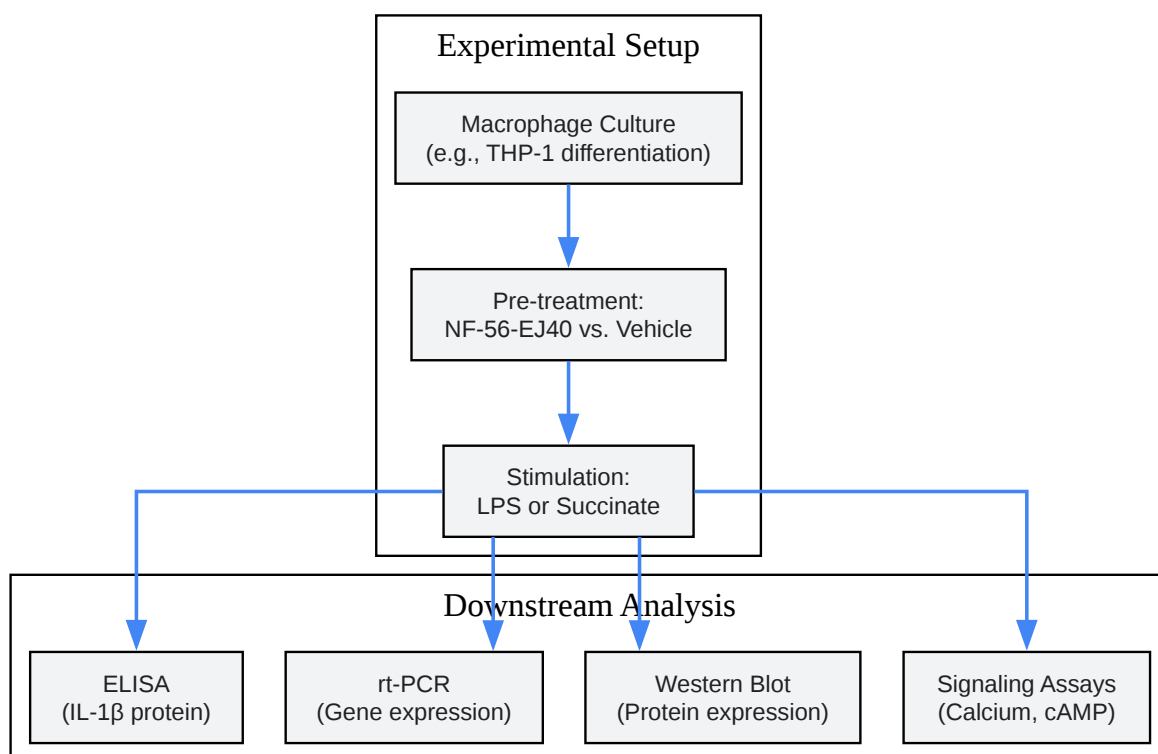 Experimental Setup
Macrophage Culture
(e.g., THP-1 differentiation)
Pre-treatment:
NF-56-EJ40 vs. Vehicle
Stimulation:
LPS or Succinate
Downstream Analysis
ELISA
(IL-1β protein)
rt-PCR
(Gene expression)
Western Blot
(Protein expression)
Signaling Assays
(Calcium, cAMP)